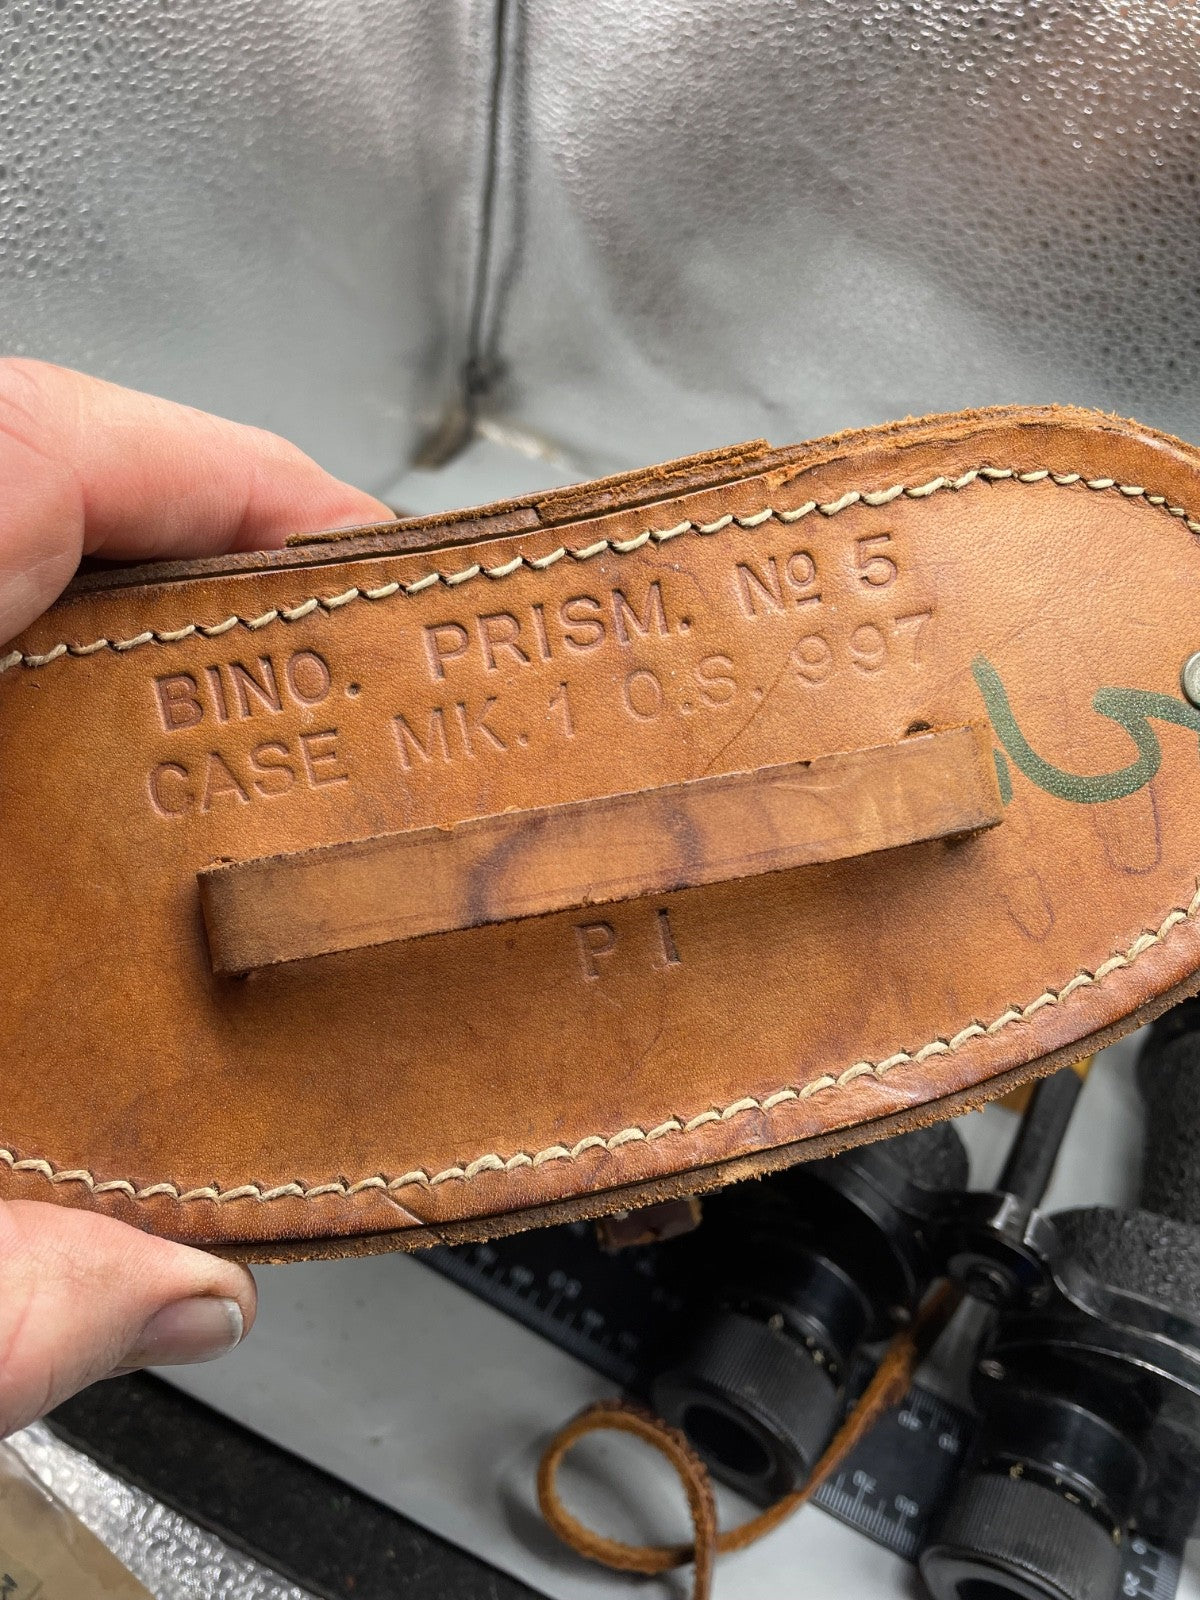 BINO. PRISM. Nº 5
CASE MK. 1 O.S. 997
P I